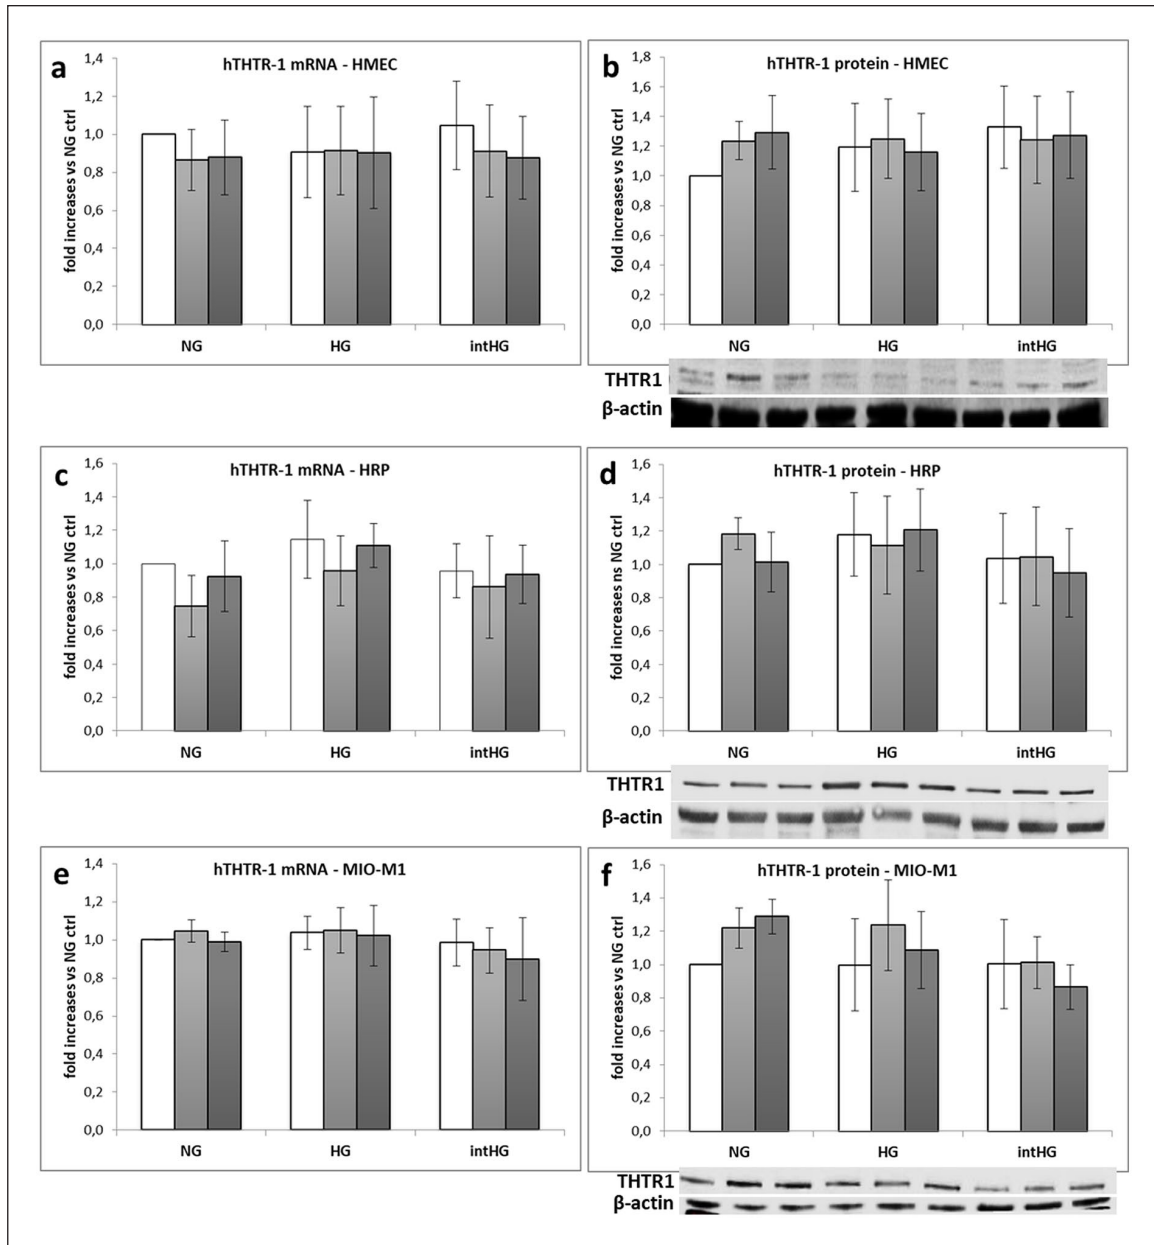 a
hTHTR-1 mRNA - HMEC
fold increases vs NG ctrl
1,4
1,2
1,0
0,8
0,6
0,4
0,2
0,0
NG HG intHG
b
hTHTR-1 protein - HMEC
fold increases vs NG ctrl
1,8
1,6
1,4
1,2
1,0
0,8
0,6
0,4
0,2
0,0
NG HG intHG
THTR1
β-actin
c
hTHTR-1 mRNA - HRP
fold increases vs NG ctrl
1,6
1,4
1,2
1,0
0,8
0,6
0,4
0,2
0,0
NG HG intHG
d
hTHTR-1 protein - HRP
fold increases ns NG ctrl
1,6
1,4
1,2
1,0
0,8
0,6
0,4
0,2
0,0
NG HG intHG
THTR1
β-actin
e
hTHTR-1 mRNA - MIO-M1
fold increases vs NG ctrl
1,4
1,2
1,0
0,8
0,6
0,4
0,2
0,0
NG HG intHG
f
hTHTR-1 protein - MIO-M1
fold increases vs NG ctrl
1,6
1,4
1,2
1,0
0,8
0,6
0,4
0,2
0,0
NG HG intHG
THTR1
β-actin